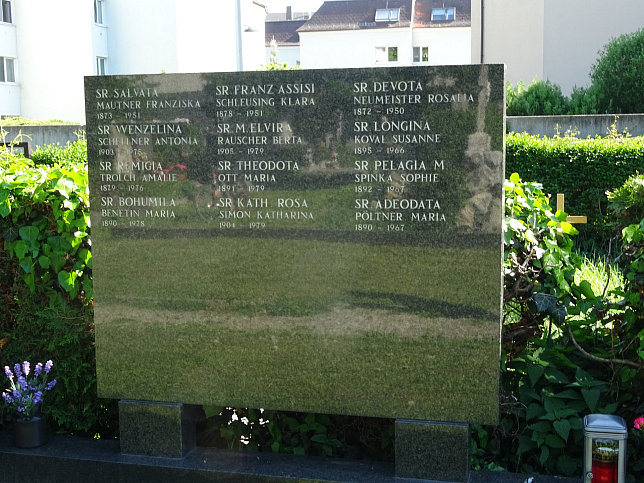 SR. SALVATA
MAUTNER FRANZISKA
1873 - 1951
SR. WENZELINA
SCHELLNER ANTONIA
1903 - 1976
SR. REMIGIA
TROLCH AMALIE
1879 - 1976
SR. BOHUMILA
BENETIN MARIA
1890 - 1978
SR. FRANZ ASSISI
SCHLEUSING KLARA
1878 - 1951
SR. M. ELVIRA
RAUSCHER BERTA
1905 - 1979
SR. THEODOTA
OTT MARIA
1891 - 1979
SR. KATH. ROSA
SIMON KATHARINA
1904 - 1979
SR. DEVOTA
NEUMEISTER ROSALIA
1872 - 1950
SR. LONGINA
KOVAL SUSANNE
1895 - 1966
SR. PELAGIA M.
SPINKA SOPHIE
1892 - 1967
SR. ADEODATA
PÖLTNER MARIA
1890 - 1967